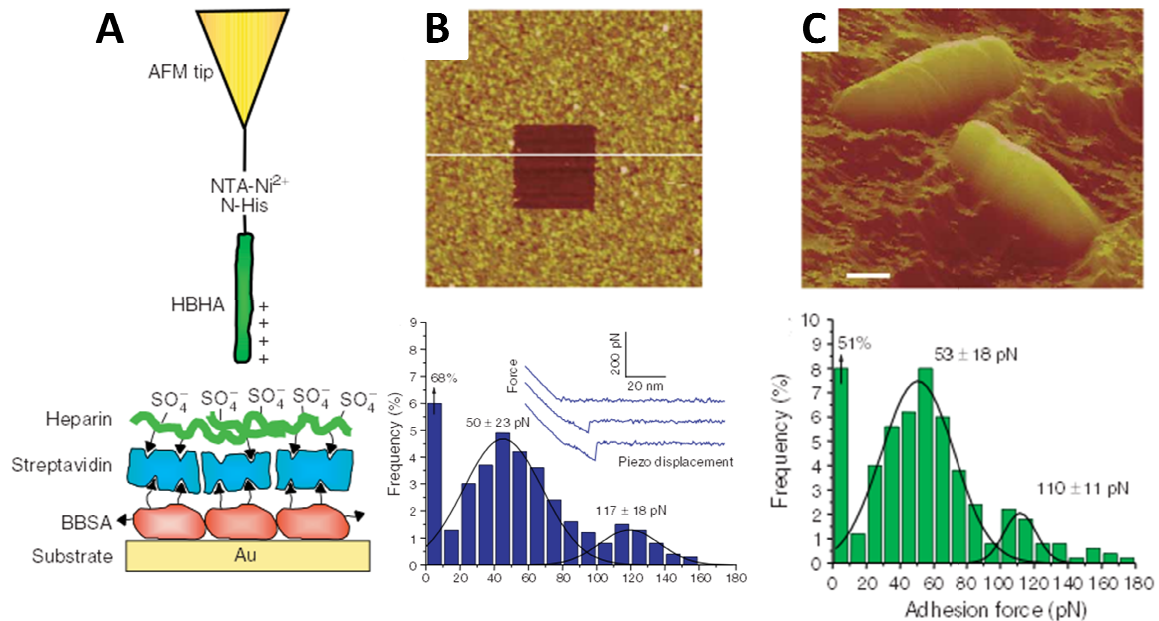 A
AFM tip
NTA-Ni2+
N-His
HBHA
+
+
+
+
SO4− SO4− SO4− SO4− SO4−
Heparin
Streptavidin
BBSA
Substrate
Au
B
9
8
7
6
5
4
3
2
1
0
Frequency (%)
68%
50 ± 23 pN
117 ± 18 pN
Force
200 pN
20 nm
Piezo displacement
0 20 40 60 80 100 120 140 160 180
C
10
9
8
7
6
5
4
3
2
1
0
Frequency (%)
51%
53 ± 18 pN
110 ± 11 pN
0 20 40 60 80 100 120 140 160 180
Adhesion force (pN)